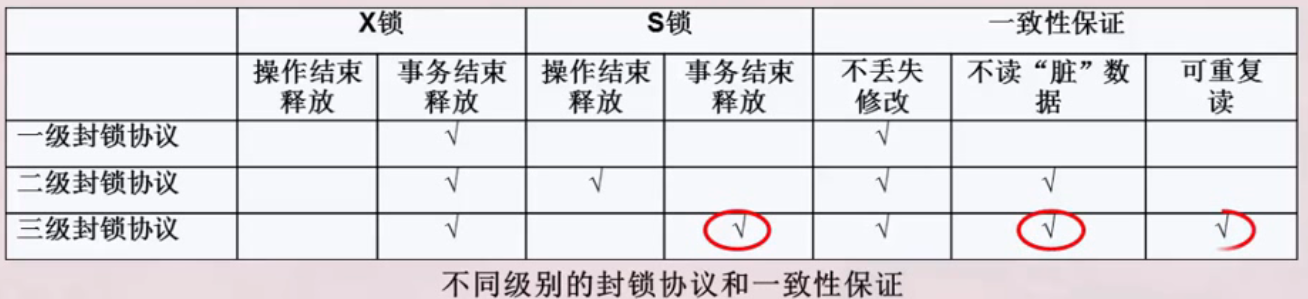 X锁 S锁 一致性保证
操作结束释放 事务结束释放 操作结束释放 事务结束释放 不丢失修改 不读“脏”数据 可重复读
一级封锁协议 √ √
二级封锁协议 √ √ √ √
三级封锁协议 √ √ √ √ √
不同级别的封锁协议和一致性保证